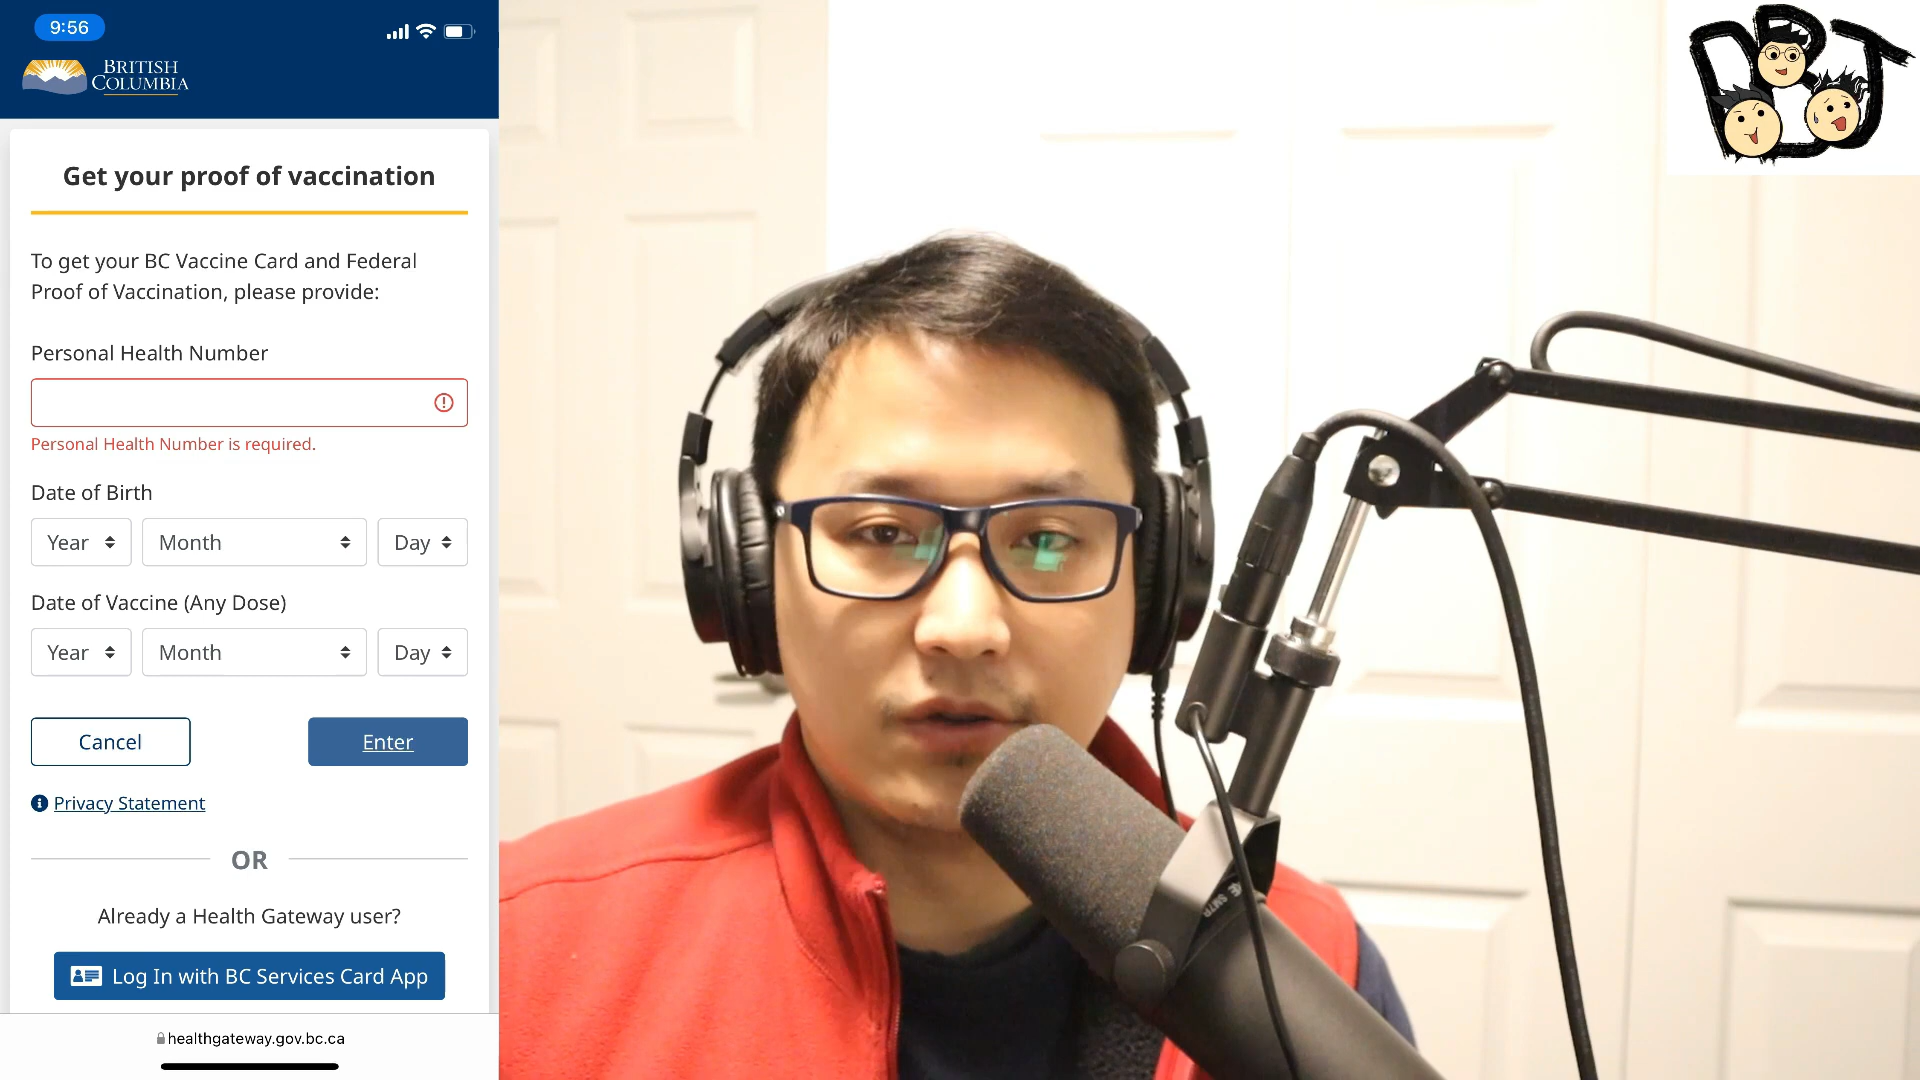 9:56
BRITISH
COLUMBIA
Get your proof of vaccination
To get your BC Vaccine Card and Federal
Proof of Vaccination, please provide:
Personal Health Number
Personal Health Number is required.
Date of Birth
Year Month Day
Date of Vaccine (Any Dose)
Year Month Day
Cancel Enter
Privacy Statement
OR
Already a Health Gateway user?
Log In with BC Services Card App
healthgateway.gov.bc.ca
DBJ
SM7B